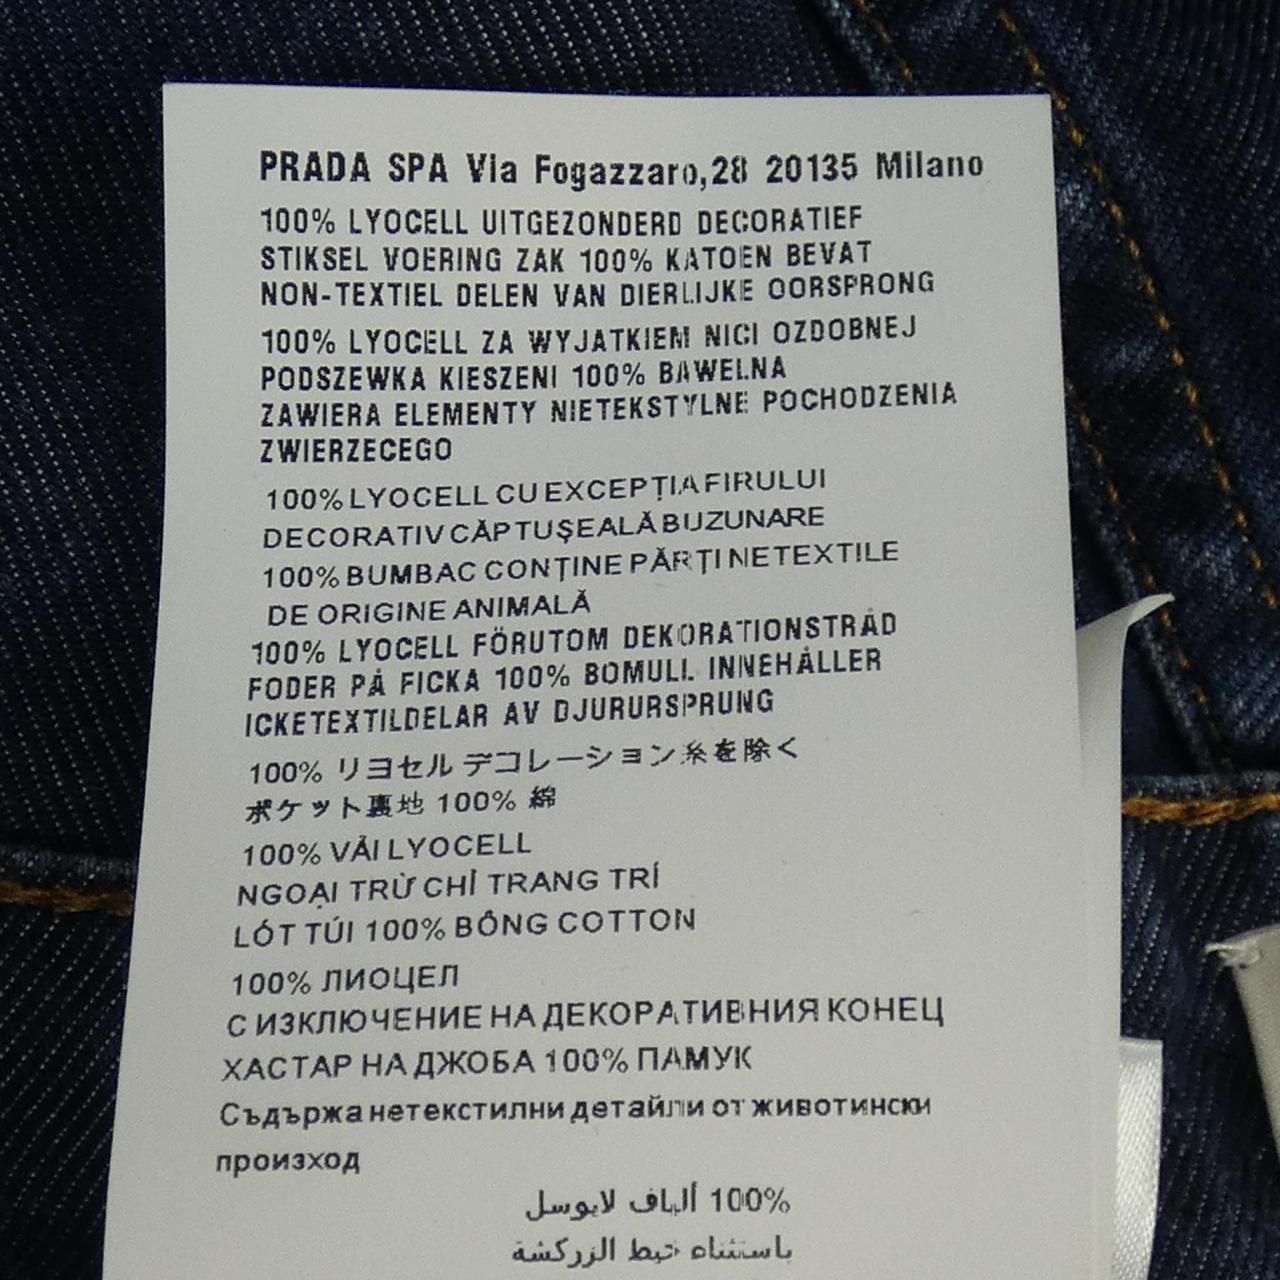 PRADA SPA Via Fogazzaro,28 20135 Milano
100% LYOCELL UITGEZONDERD DECORATIEF
STIKSEL VOERING ZAK 100% KATOEN BEVAT
NON-TEXTIEL DELEN VAN DIERLIJKE OORSPRONG
100% LYOCELL ZA WYJATKIEM NICI OZDOBNEJ
PODSZEWKA KIESZENI 100% BAWELNA
ZAWIERA ELEMENTY NIETEKSTYLNE POCHODZENIA
ZWIERZECEGO
100% LYOCELL CU EXCEPȚIA FIRULUI
DECORATIV CĂPTUȘEALĂ BUZUNARE
100% BUMBAC CONȚINE PĂRȚI NETEXTILE
DE ORIGINE ANIMALĂ
100% LYOCELL FÖRUTOM DEKORATIONSTRÅD
FODER PÅ FICKA 100% BOMULL INNEHÅLLER
ICKETEXTILDELAR AV DJURURSPRUNG
100% リヨセル デコレーション糸を除く
ポケット裏地 100% 綿
100% VẢI LYOCELL
NGOẠI TRỪ CHỈ TRANG TRÍ
LÓT TÚI 100% BÔNG COTTON
100% ЛИОЦЕЛ
С ИЗКЛЮЧЕНИЕ НА ДЕКОРАТИВНИЯ КОНЕЦ
ХАСТАР НА ДЖОБА 100% ПАМУК
Съдържа нетекстилни детайли от животински
произход
100% ألياف لايوسل
باستثناء خيط الزركشة